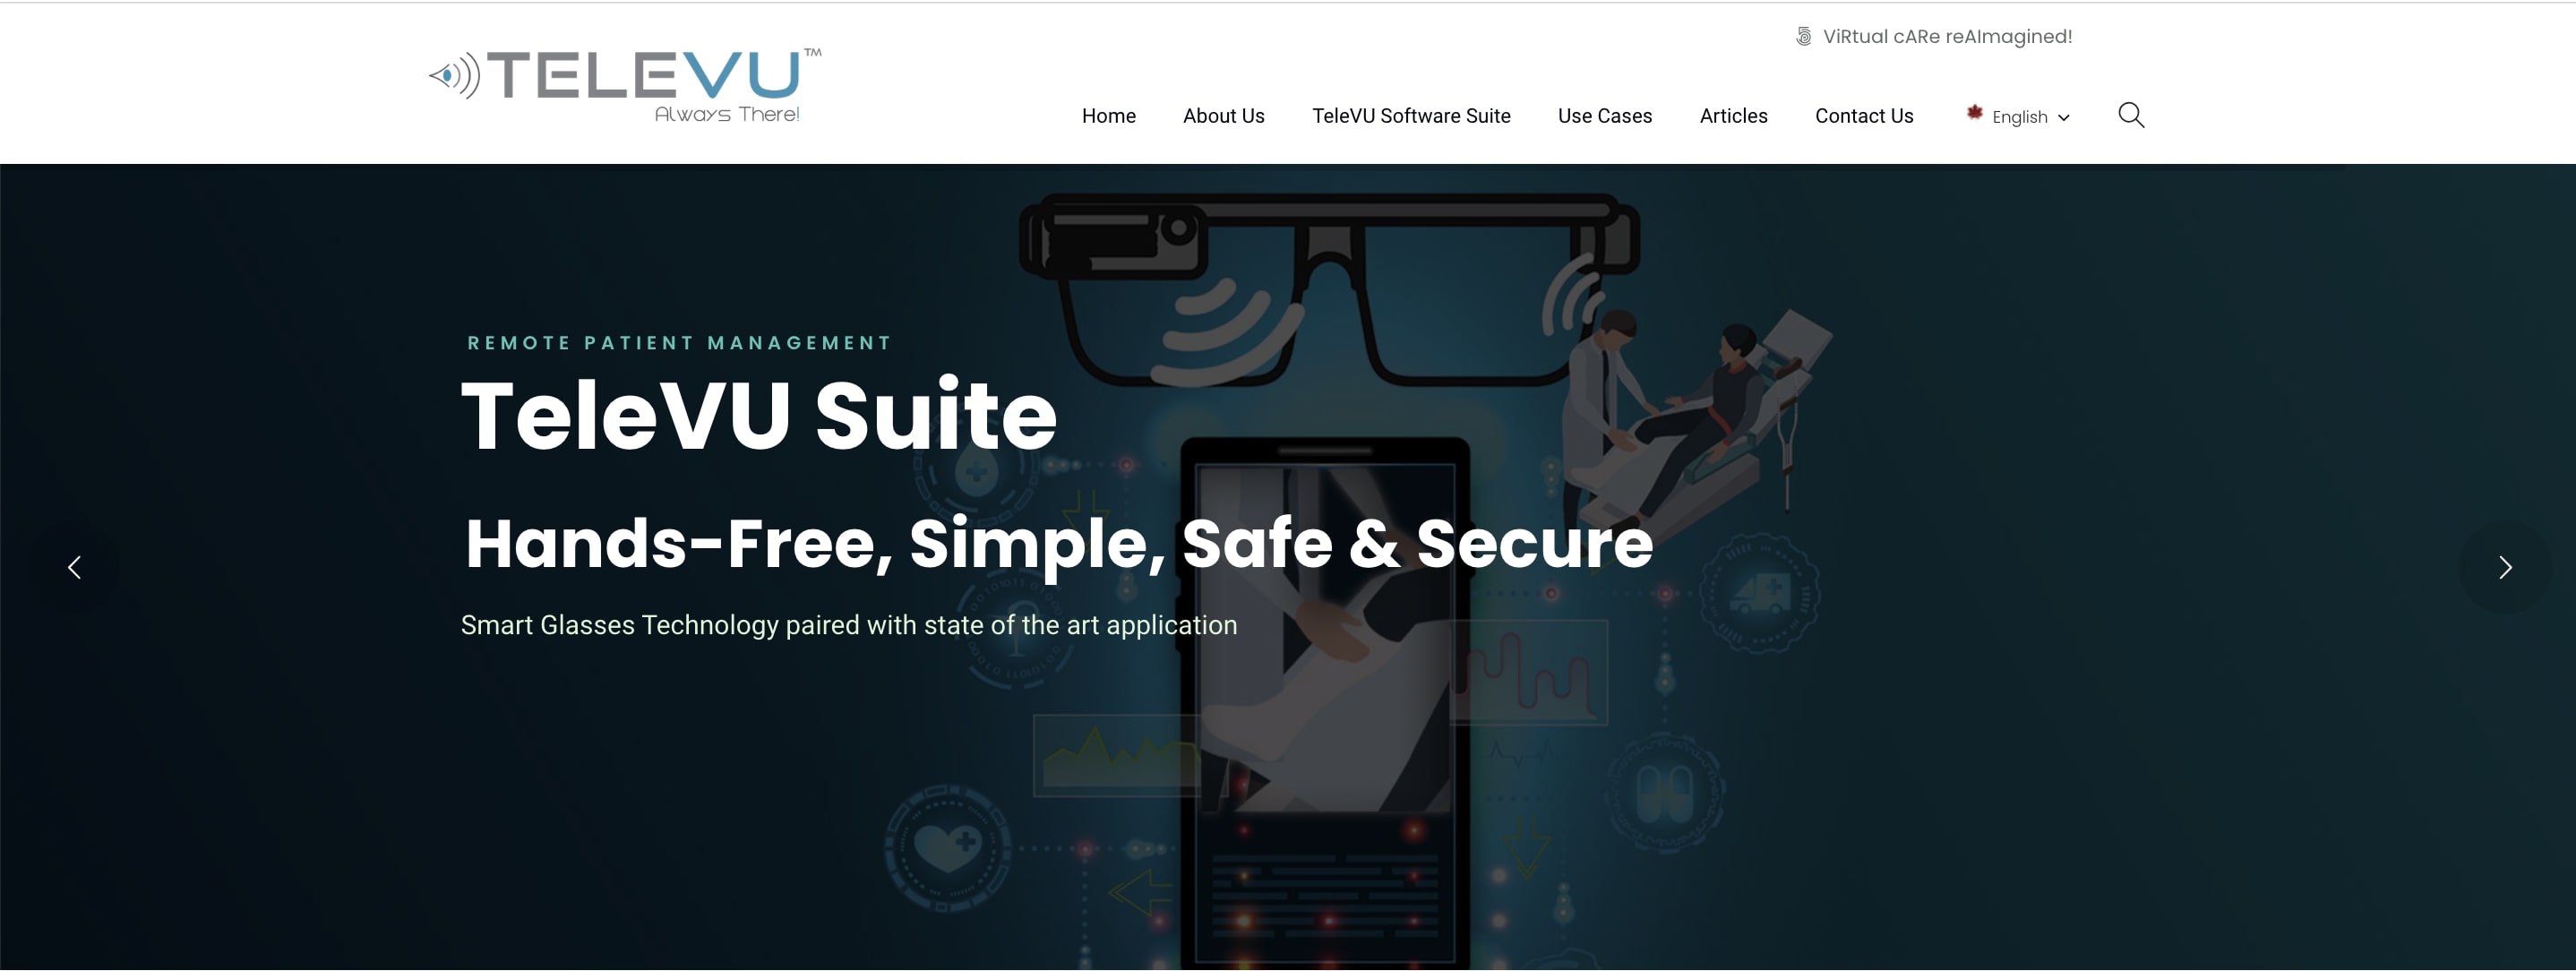 ViRtual cARe reAImagined!
TELEVU™
Always There!
Home About Us TeleVU Software Suite Use Cases Articles Contact Us English
REMOTE PATIENT MANAGEMENT
TeleVU Suite
Hands-Free, Simple, Safe & Secure
Smart Glasses Technology paired with state of the art application